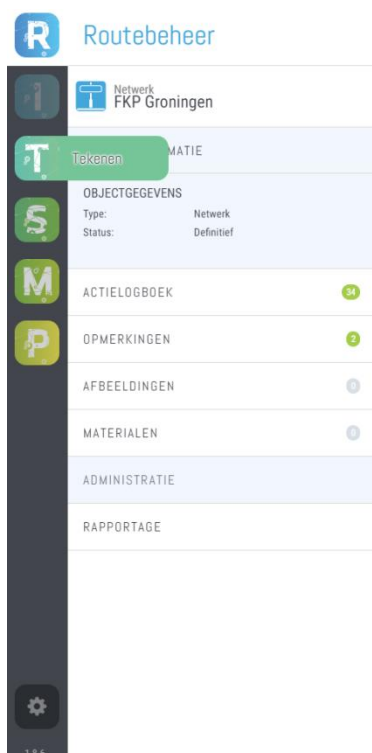 R
Routebeheer
I
Netwerk
FKP Groningen
T
Tekenen
MATIE
OBJECTGEGEVENS
Type: Netwerk
Status: Definitief
S
M
ACTIELOGBOEK 34
P
OPMERKINGEN 2
AFBEELDINGEN 0
MATERIALEN 0
ADMINISTRATIE
RAPPORTAGE